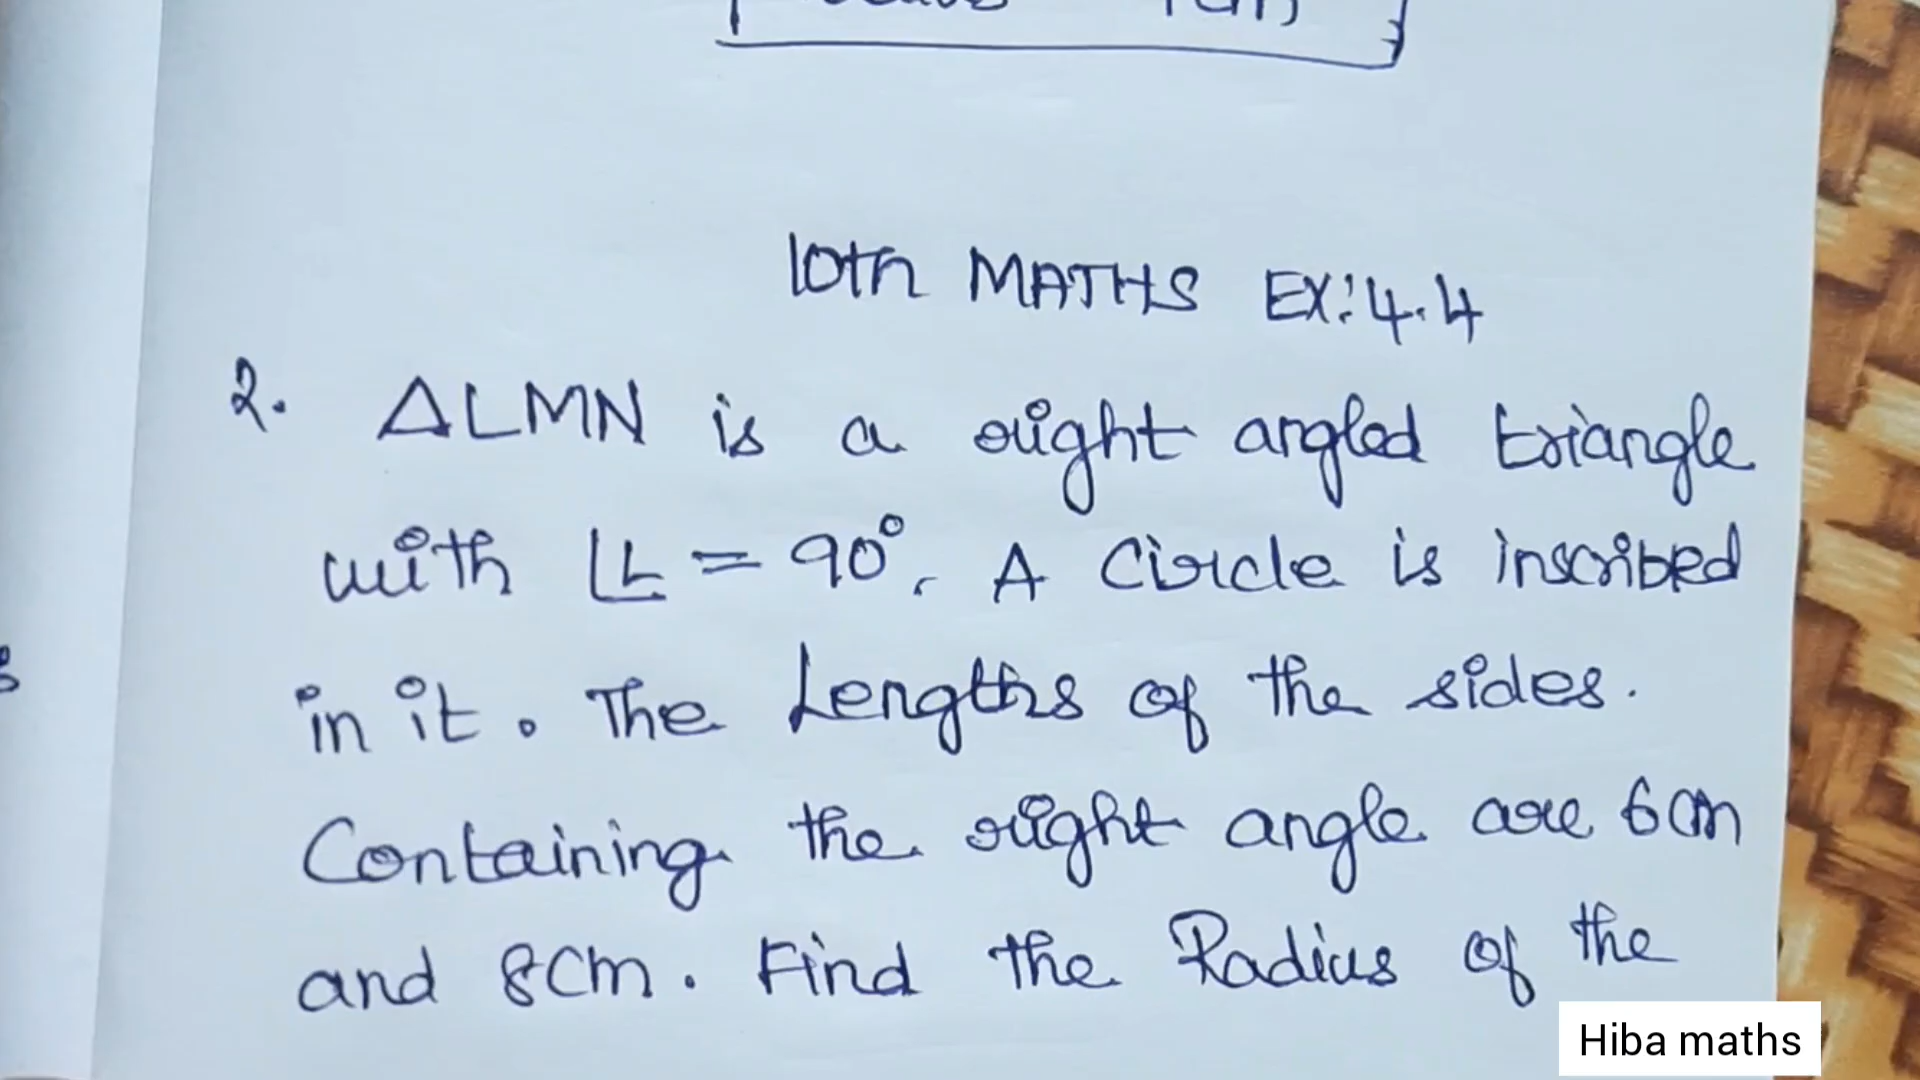 10th MATHS EX: 4.4
2. ΔLMN is a right angled triangle
with ∠L = 90°. A Circle is inscribed
in it. The Lengths of the sides.
Containing the right angle are 6cm
and 8cm. Find the Radius of the
Hiba maths